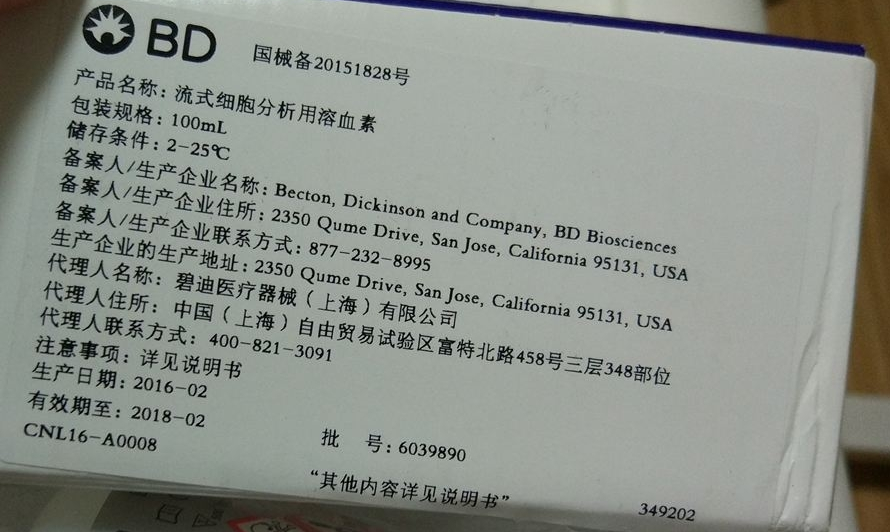 BD
国械备20151828号
产品名称: 流式细胞分析用溶血素
包装规格: 100mL
储存条件: 2-25℃
备案人/生产企业名称: Becton, Dickinson and Company, BD Biosciences
备案人/生产企业住所: 2350 Qume Drive, San Jose, California 95131, USA
备案人/生产企业联系方式: 877-232-8995
生产企业的生产地址: 2350 Qume Drive, San Jose, California 95131, USA
代理人名称: 碧迪医疗器械（上海）有限公司
代理人住所: 中国（上海）自由贸易试验区富特北路458号三层348部位
代理人联系方式: 400-821-3091
注意事项: 详见说明书
生产日期: 2016-02
有效期至: 2018-02
批 号: 6039890
CNL16-A0008
“其他内容详见说明书”
349202